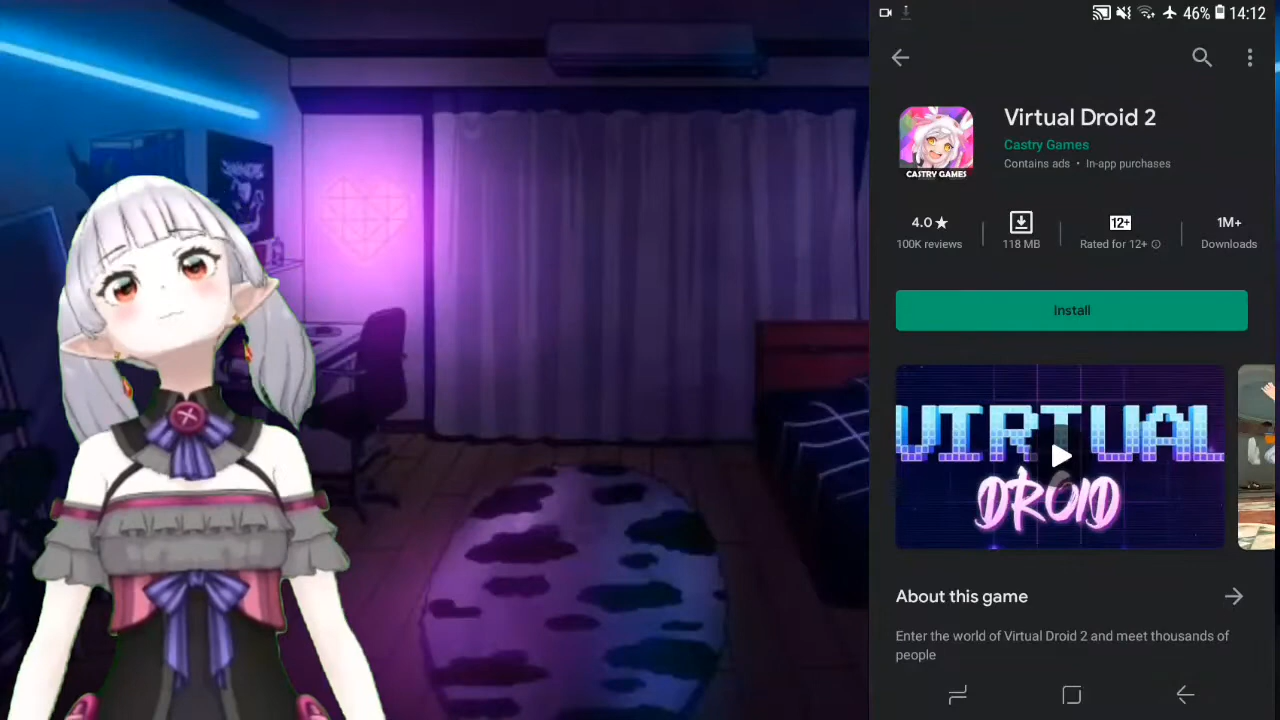 46% 14:12
Virtual Droid 2
Castry Games
Contains ads • In-app purchases
CASTRY GAMES
4.0★
100K reviews
118 MB
12+
Rated for 12+
1M+
Downloads
Install
VIRTUAL
DROID
About this game
Enter the world of Virtual Droid 2 and meet thousands of
people